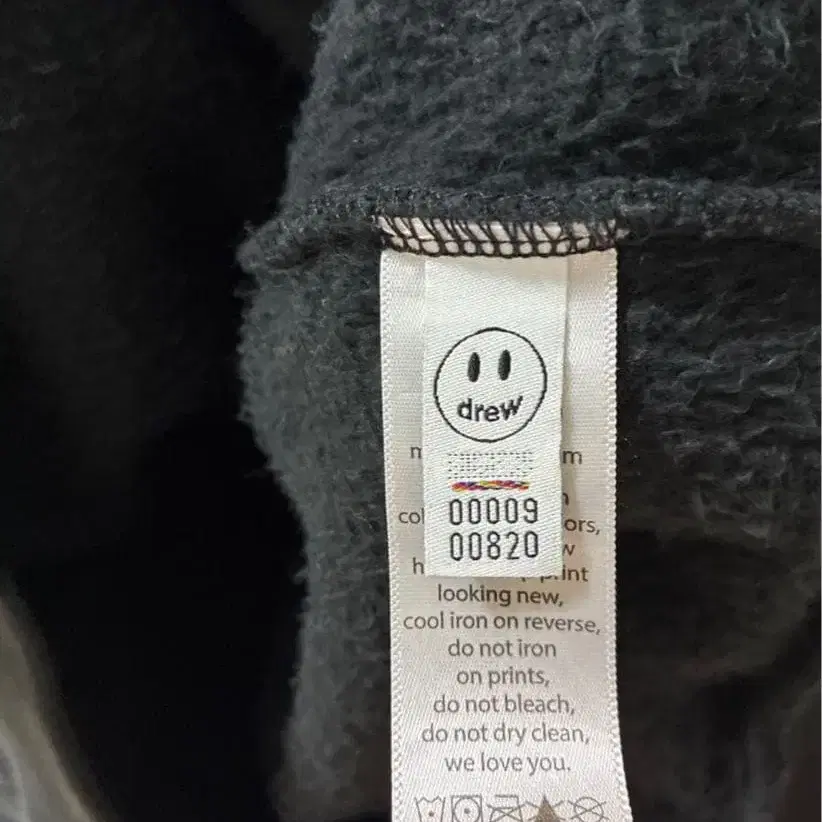 drew
00009
00820
looking new,
cool iron on reverse,
do not iron
on prints,
do not bleach,
do not dry clean,
we love you.